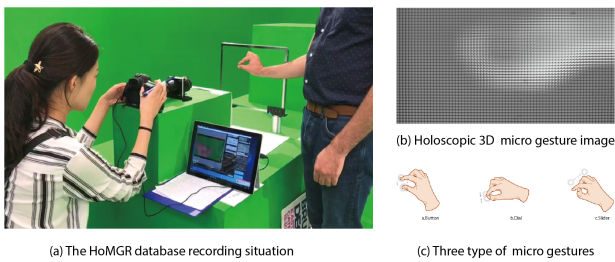 (b) Holoscopic 3D micro gesture image
a.Button
b.Dial
c.Slider
(a) The HoMGR database recording situation
(c) Three type of micro gestures